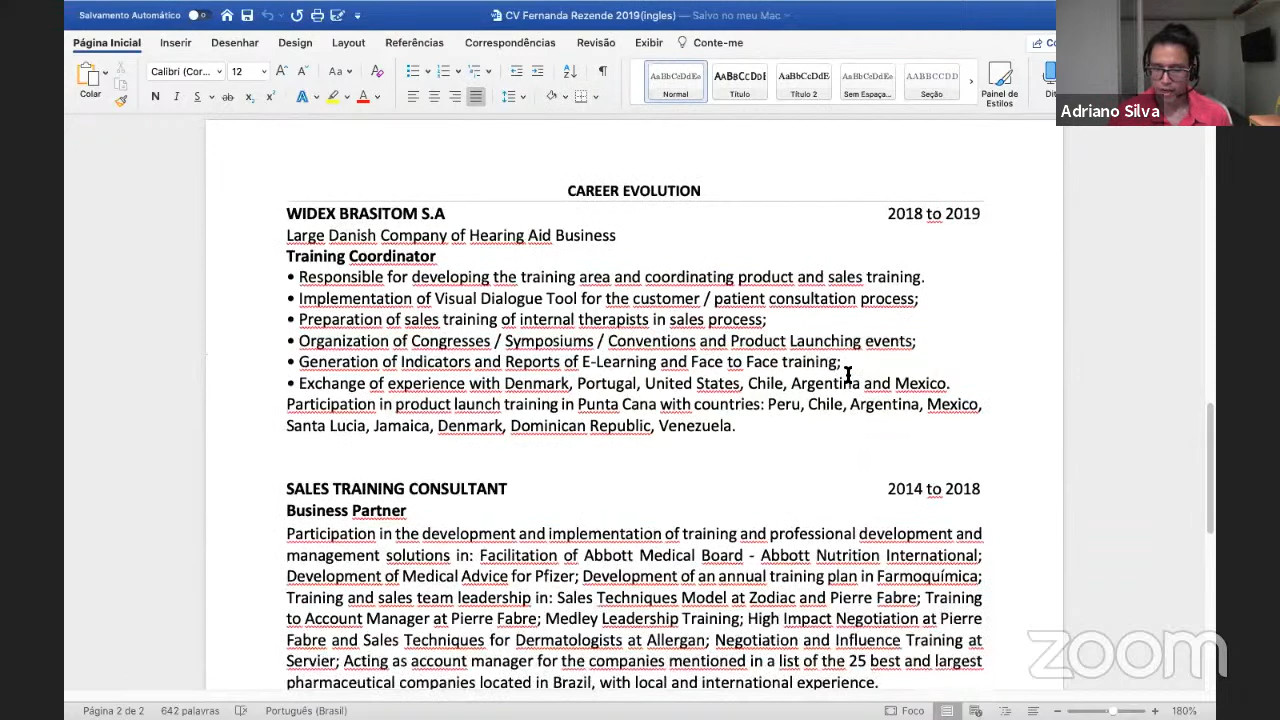 Salvamento Automático
CV Fernanda Rezende 2019(ingles) — Salvo no meu Mac
Página Inicial Inserir Desenhar Design Layout Referências Correspondências Revisão Exibir Conte-me
Colar
Calibri (Cor... 12
AaBbCcDdEe AaBbCcDdE AaBbCcDdE AaBbCcDdEe AABBCCDD
Normal Título Título 2 Sem Espaça... Seção
Painel de
Estilos
Adriano Silva
CAREER EVOLUTION
WIDEX BRASITOM S.A 2018 to 2019
Large Danish Company of Hearing Aid Business
Training Coordinator
• Responsible for developing the training area and coordinating product and sales training.
• Implementation of Visual Dialogue Tool for the customer / patient consultation process;
• Preparation of sales training of internal therapists in sales process;
• Organization of Congresses / Symposiums / Conventions and Product Launching events;
• Generation of Indicators and Reports of E-Learning and Face to Face training;
• Exchange of experience with Denmark, Portugal, United States, Chile, Argentina and Mexico.
Participation in product launch training in Punta Cana with countries: Peru, Chile, Argentina, Mexico,
Santa Lucia, Jamaica, Denmark, Dominican Republic, Venezuela.
SALES TRAINING CONSULTANT 2014 to 2018
Business Partner
Participation in the development and implementation of training and professional development and
management solutions in: Facilitation of Abbott Medical Board - Abbott Nutrition International;
Development of Medical Advice for Pfizer; Development of an annual training plan in Farmoquímica;
Training and sales team leadership in: Sales Techniques Model at Zodiac and Pierre Fabre; Training
to Account Manager at Pierre Fabre; Medley Leadership Training; High Impact Negotiation at Pierre
Fabre and Sales Techniques for Dermatologists at Allergan; Negotiation and Influence Training at
Servier; Acting as account manager for the companies mentioned in a list of the 25 best and largest
pharmaceutical companies located in Brazil, with local and international experience.
zoom
Página 2 de 2 642 palavras Português (Brasil) Foco 180%